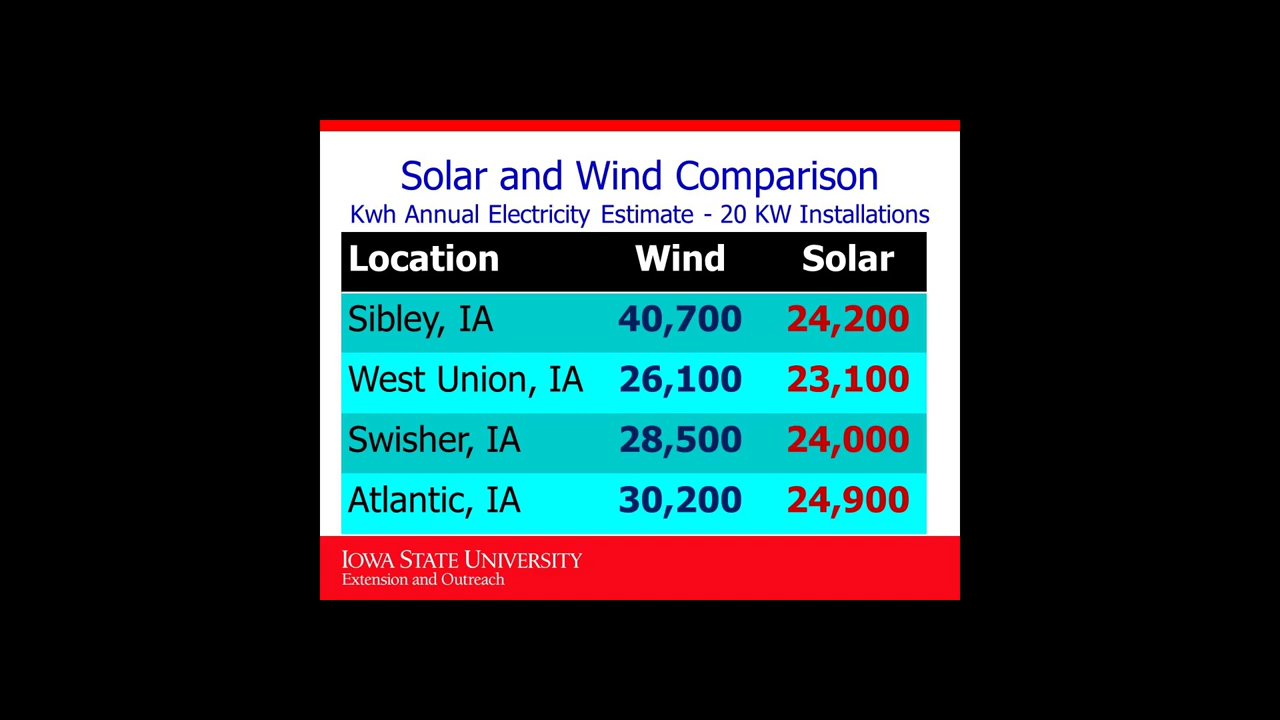 Solar and Wind Comparison
Kwh Annual Electricity Estimate - 20 KW Installations
Location Wind Solar
Sibley, IA 40,700 24,200
West Union, IA 26,100 23,100
Swisher, IA 28,500 24,000
Atlantic, IA 30,200 24,900
IOWA STATE UNIVERSITY
Extension and Outreach